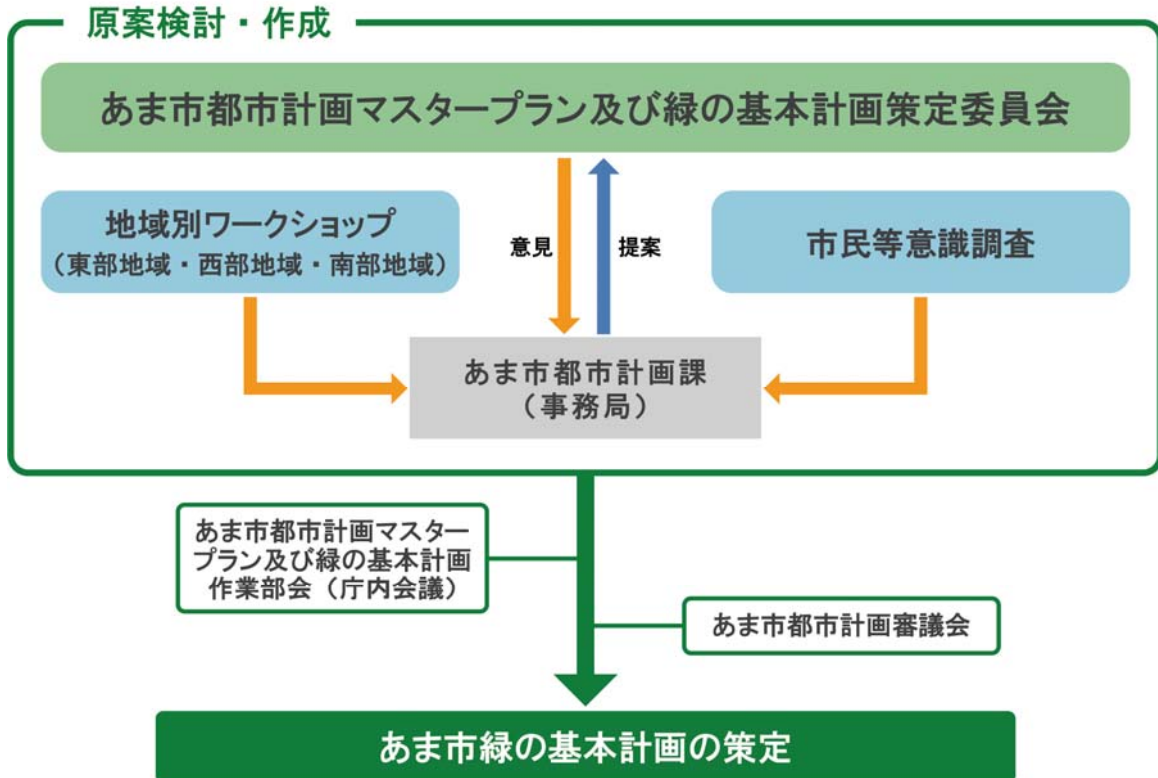 原案検討・作成
あま市都市計画マスタープラン及び緑の基本計画策定委員会
地域別ワークショップ
（東部地域・西部地域・南部地域）
意見
提案
市民等意識調査
あま市都市計画課
（事務局）
あま市都市計画マスター
プラン及び緑の基本計画
作業部会（庁内会議）
あま市都市計画審議会
あま市緑の基本計画の策定